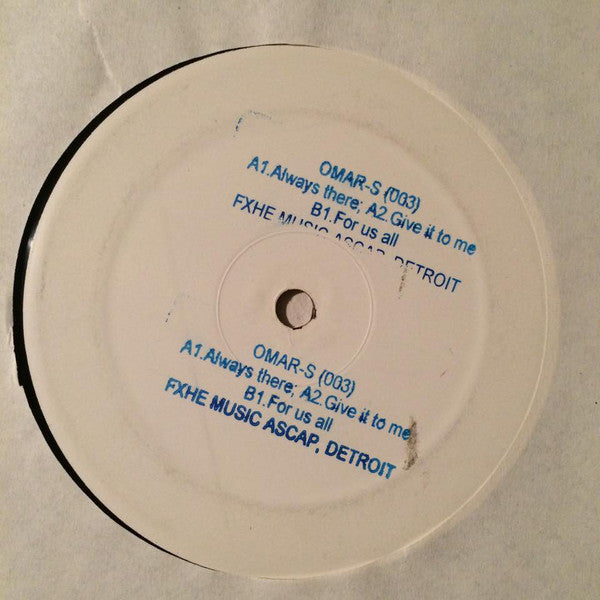 OMAR-S (003)
A1.Always there; A2.Give it to me
B1.For us all
FXHE MUSIC ASCAP, DETROIT
OMAR-S (003)
A1.Always there; A2.Give it to me
B1.For us all
FXHE MUSIC ASCAP, DETROIT